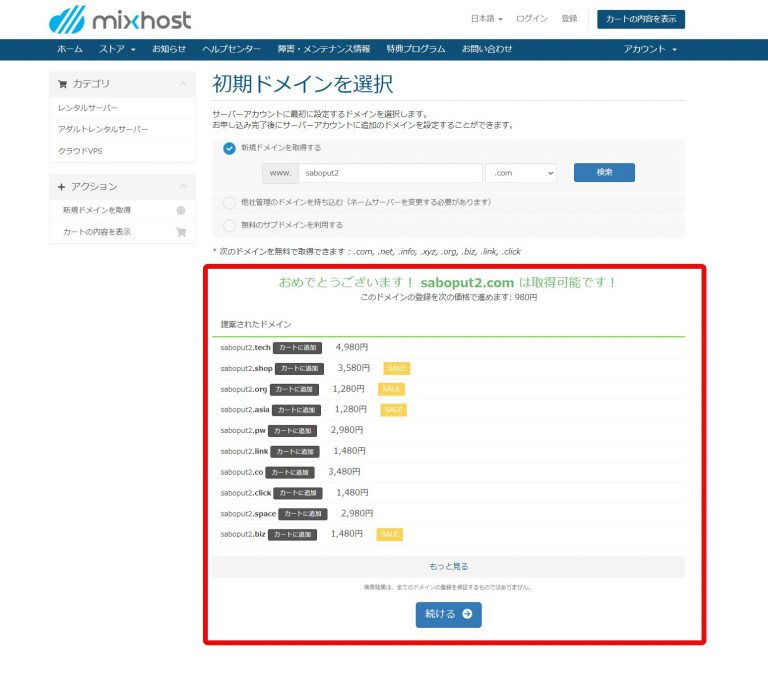 mixhost
日本語 ログイン 登録 カートの内容を表示
ホーム ストア お知らせ ヘルプセンター 障害・メンテナンス情報 特典プログラム お問い合わせ アカウント
カテゴリ
レンタルサーバー
アダルトレンタルサーバー
クラウドVPS
アクション
新規ドメインを取得
カートの内容を表示
初期ドメインを選択
サーバーアカウントに最初に設定するドメインを選択します。
お申し込み完了後にサーバーアカウントに追加のドメインを設定することができます。
新規ドメインを取得する
www. saboput2 .com 検索
他社管理のドメインを持ち込む（ネームサーバーを変更する必要があります）
無料のサブドメインを利用する
* 次のドメインを無料で取得できます : .com, .net, .info, .xyz, .org, .biz, .link, .click
おめでとうございます！ saboput2.com は取得可能です！
このドメインの登録を次の価格で進めます: 980円
提案されたドメイン
saboput2.tech カートに追加 4,980円
saboput2.shop カートに追加 3,580円 SALE
saboput2.org カートに追加 1,280円 SALE
saboput2.asia カートに追加 1,280円 SALE
saboput2.pw カートに追加 2,980円
saboput2.link カートに追加 1,480円
saboput2.co カートに追加 3,480円
saboput2.click カートに追加 1,480円
saboput2.space カートに追加 2,980円
saboput2.biz カートに追加 1,480円 SALE
もっと見る
検索結果は、全てのドメインの登録を保証するものではありません。
続ける